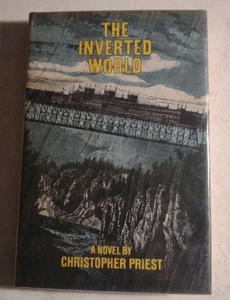 THE
INVERTED
WORLD
A NOVEL BY
CHRISTOPHER PRIEST